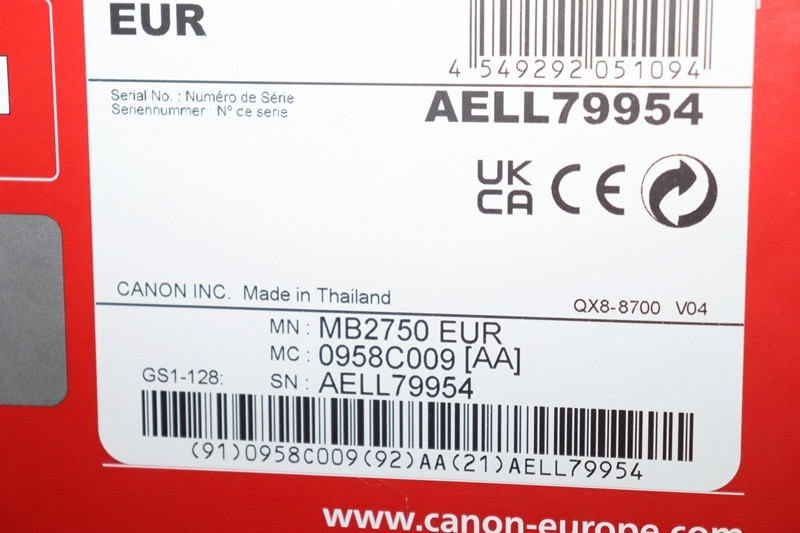 EUR
4 549292 051094
Serial No. : Numéro de Série
Seriennummer : Nº de serie
AELL79954
UK
CA CE
CANON INC. Made in Thailand
QX8-8700 V04
MN : MB2750 EUR
MC : 0958C009 [AA]
GS1-128: SN : AELL79954
(91)0958C009(92)AA(21)AELL79954
www.canon-europe.com